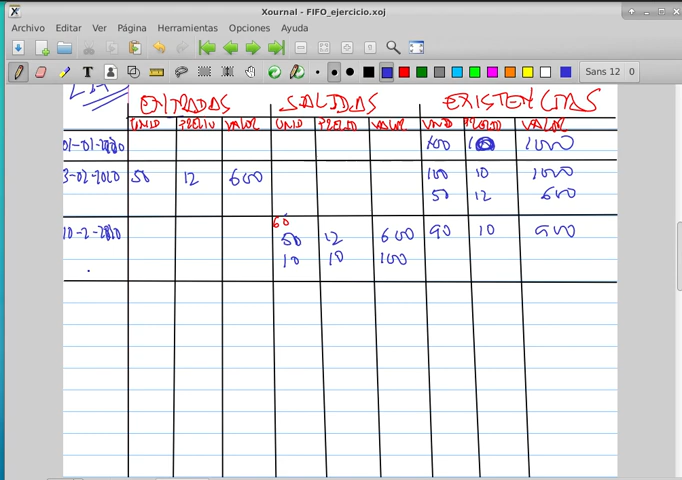 Xournal - FIFO_ejercicio.xoj
Archivo Editar Ver Página Herramientas Opciones Ayuda
T Sans 12 0
ENTRADAS SALIDAS EXISTENCIAS
UNID PRECIO VALOR UNID PRECIO VALOR UNID PRECIO VALOR
01-01-2020 100 10 1000
3-02-2020 50 12 600 100 10 1000
50 12 600
60
10-2-2020 50 12 600 90 10 900
10 10 100